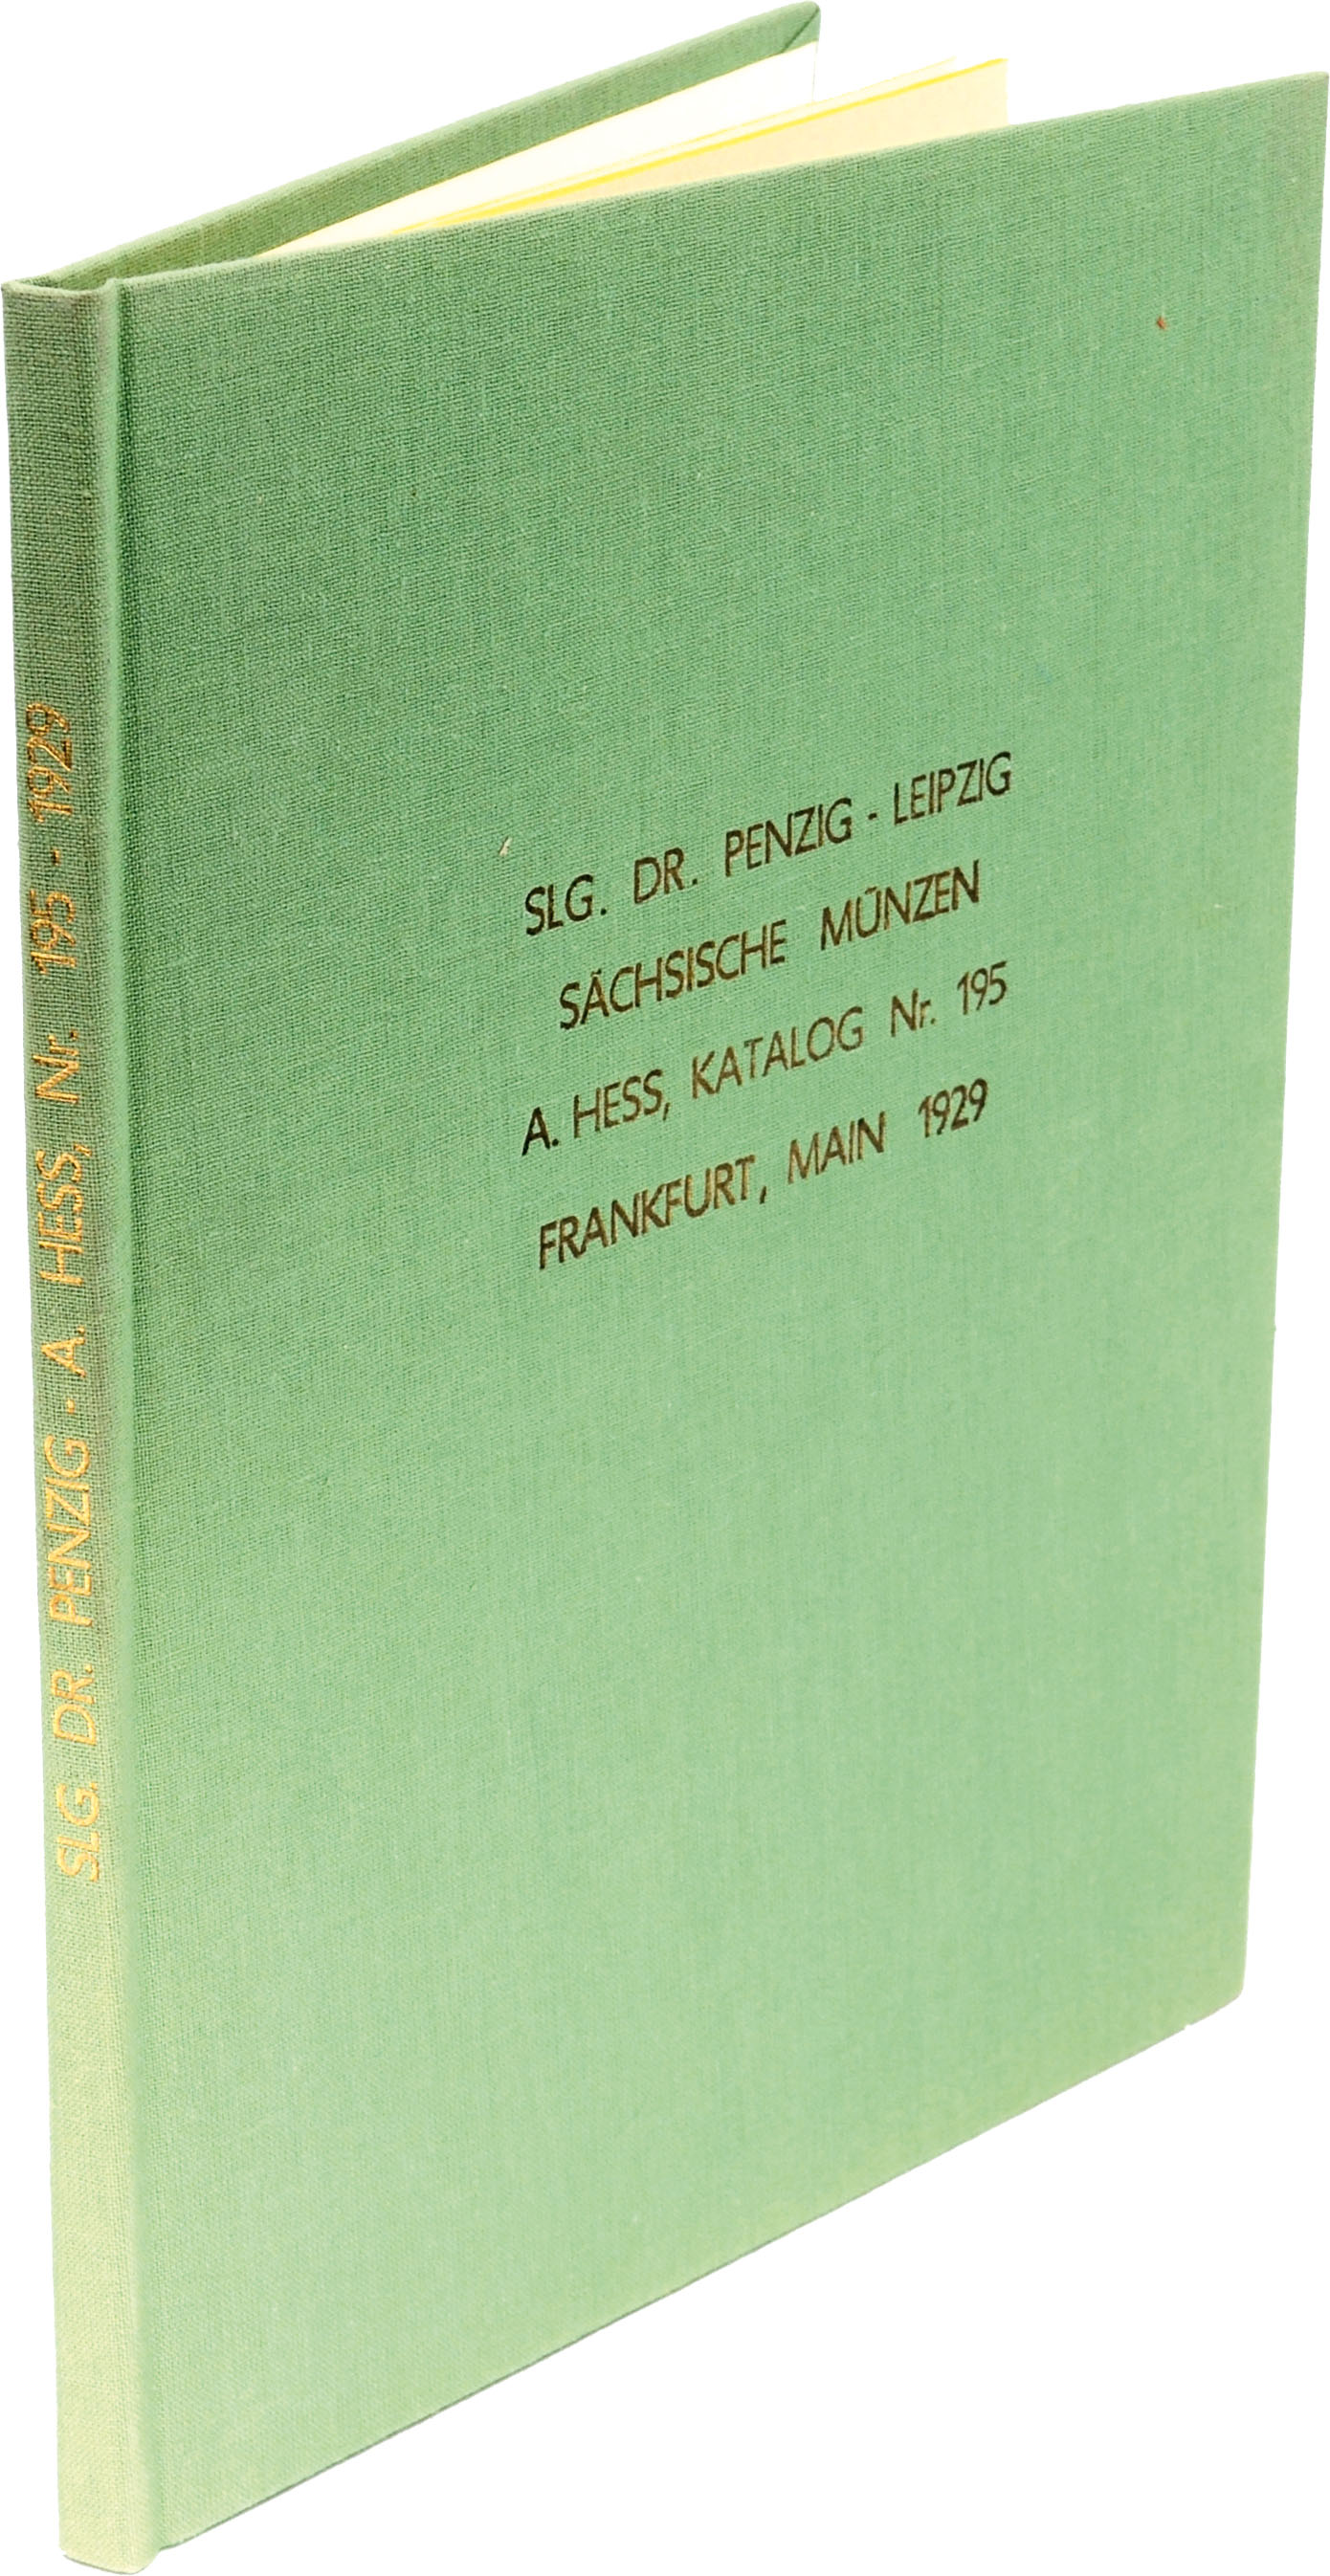 SLG. DR. PENZIG - A. HESS, Nr. 195 - 1929
SLG. DR. PENZIG - LEIPZIG
SÄCHSISCHE MÜNZEN
A. HESS, KATALOG Nr. 195
FRANKFURT, MAIN 1929